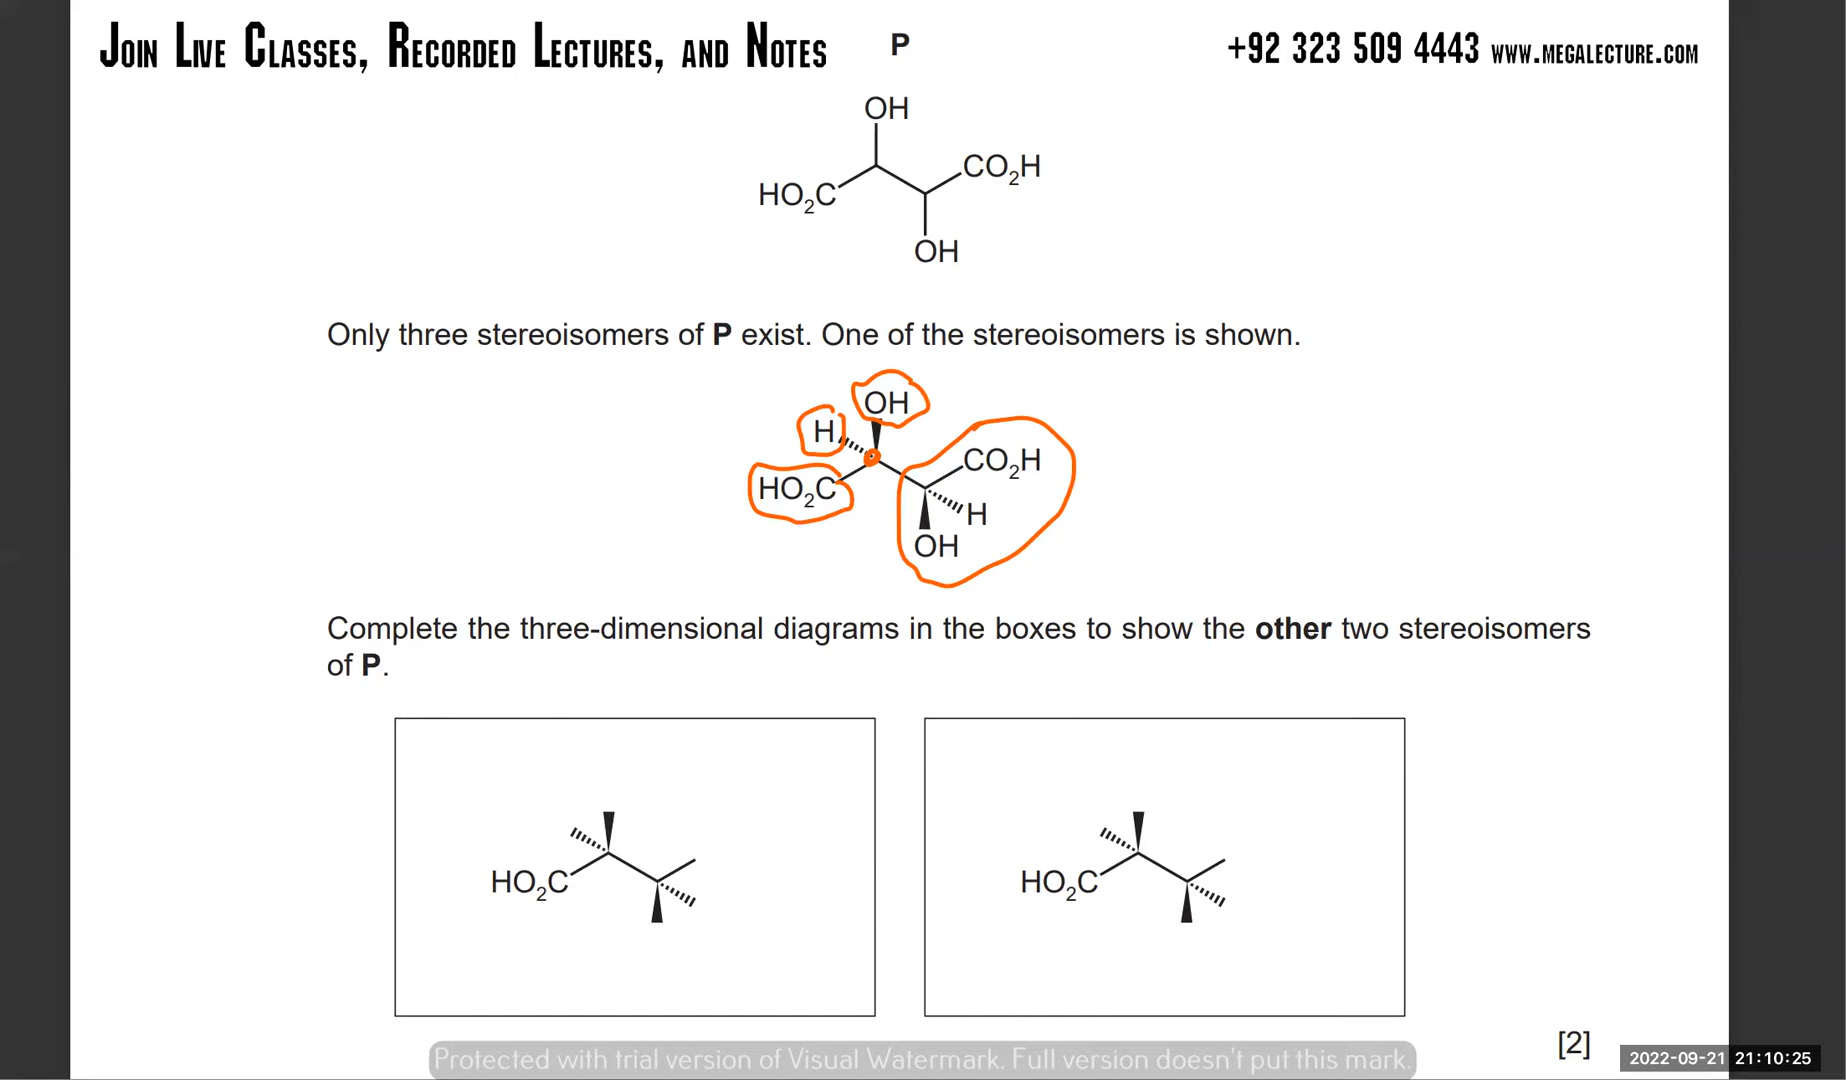 JOIN LIVE CLASSES, RECORDED LECTURES, AND NOTES P +92 323 509 4443 WWW.MEGALECTURE.COM
OH
CO₂H
HO₂C
OH
Only three stereoisomers of P exist. One of the stereoisomers is shown.
OH
H
CO₂H
HO₂C
H
OH
Complete the three-dimensional diagrams in the boxes to show the other two stereoisomers
of P.
HO₂C HO₂C
[2]
Protected with trial version of Visual Watermark. Full version doesn't put this mark.
2022-09-21 21:10:25